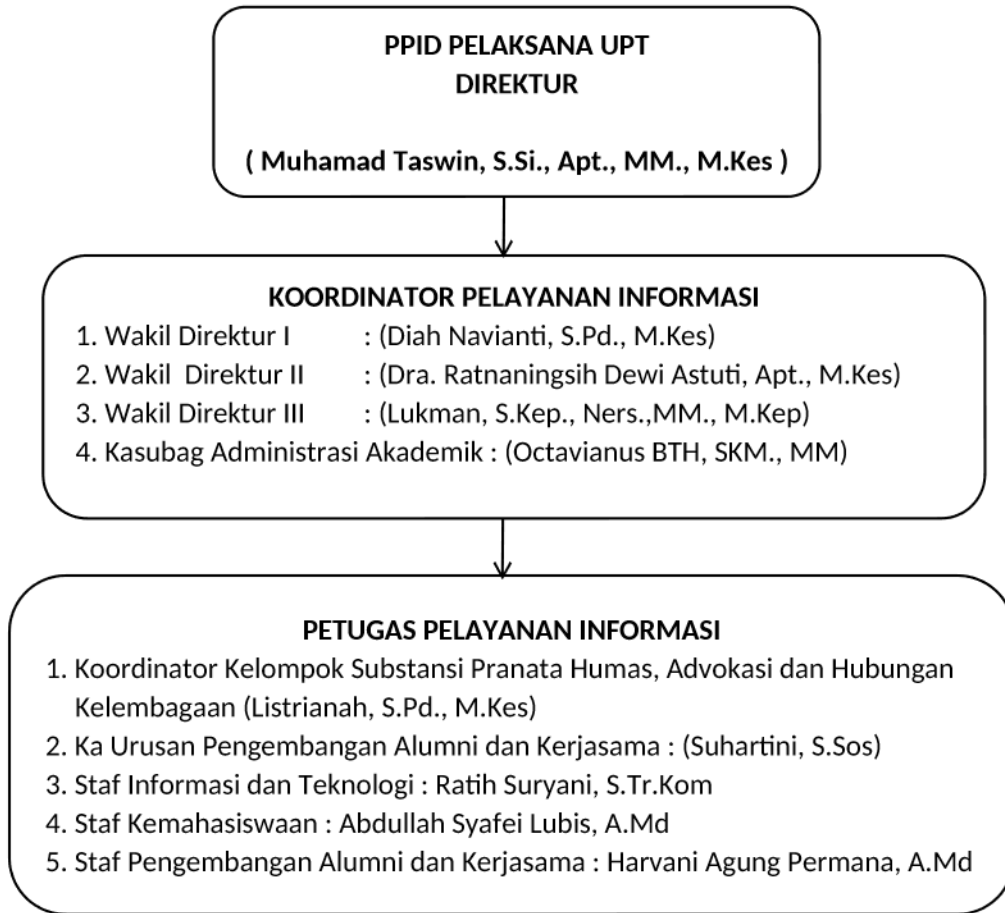 PPID PELAKSANA UPT
DIREKTUR
( Muhamad Taswin, S.Si., Apt., MM., M.Kes )
KOORDINATOR PELAYANAN INFORMASI
1. Wakil Direktur I : (Diah Navianti, S.Pd., M.Kes)
2. Wakil Direktur II : (Dra. Ratnaningsih Dewi Astuti, Apt., M.Kes)
3. Wakil Direktur III : (Lukman, S.Kep., Ners.,MM., M.Kep)
4. Kasubag Administrasi Akademik : (Octavianus BTH, SKM., MM)
PETUGAS PELAYANAN INFORMASI
1. Koordinator Kelompok Substansi Pranata Humas, Advokasi dan Hubungan
Kelembagaan (Listrianah, S.Pd., M.Kes)
2. Ka Urusan Pengembangan Alumni dan Kerjasama : (Suhartini, S.Sos)
3. Staf Informasi dan Teknologi : Ratih Suryani, S.Tr.Kom
4. Staf Kemahasiswaan : Abdullah Syafei Lubis, A.Md
5. Staf Pengembangan Alumni dan Kerjasama : Harvani Agung Permana, A.Md